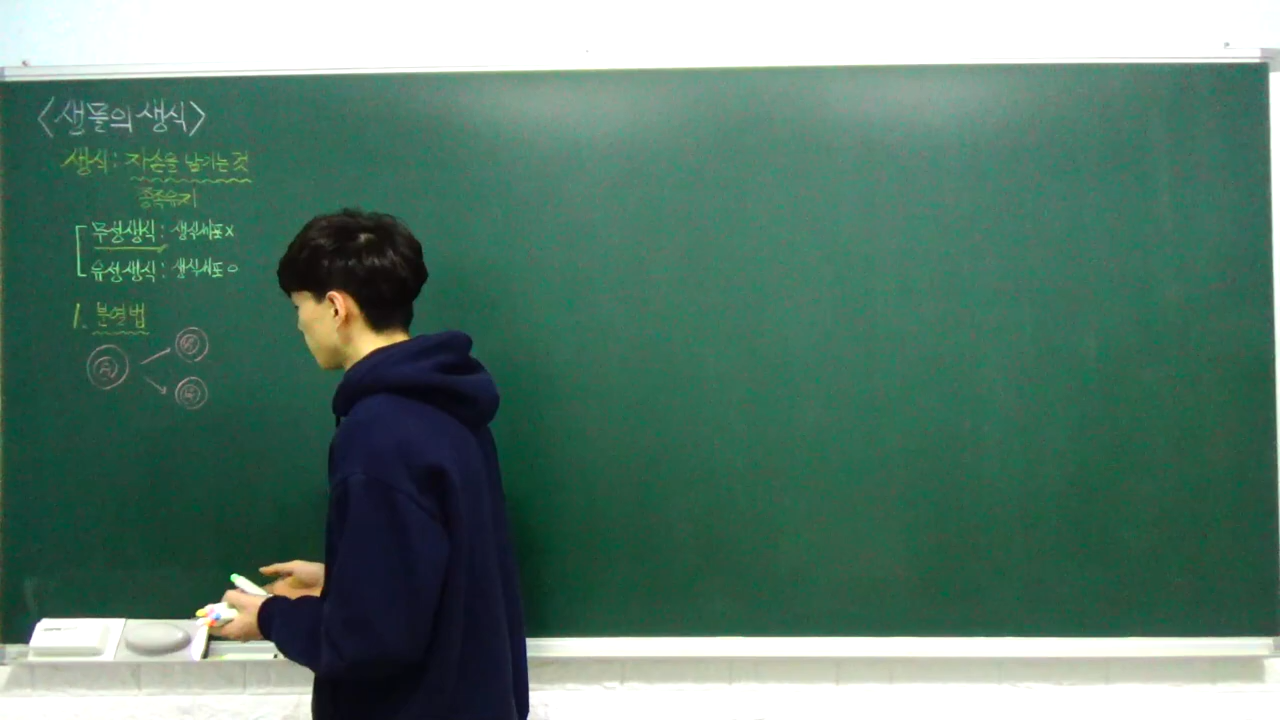 <생물의 생식>
생식: 자손을 남기는 것
종족유지
무성생식: 생식세포 x
유성생식: 생식세포 o
1. 분열법